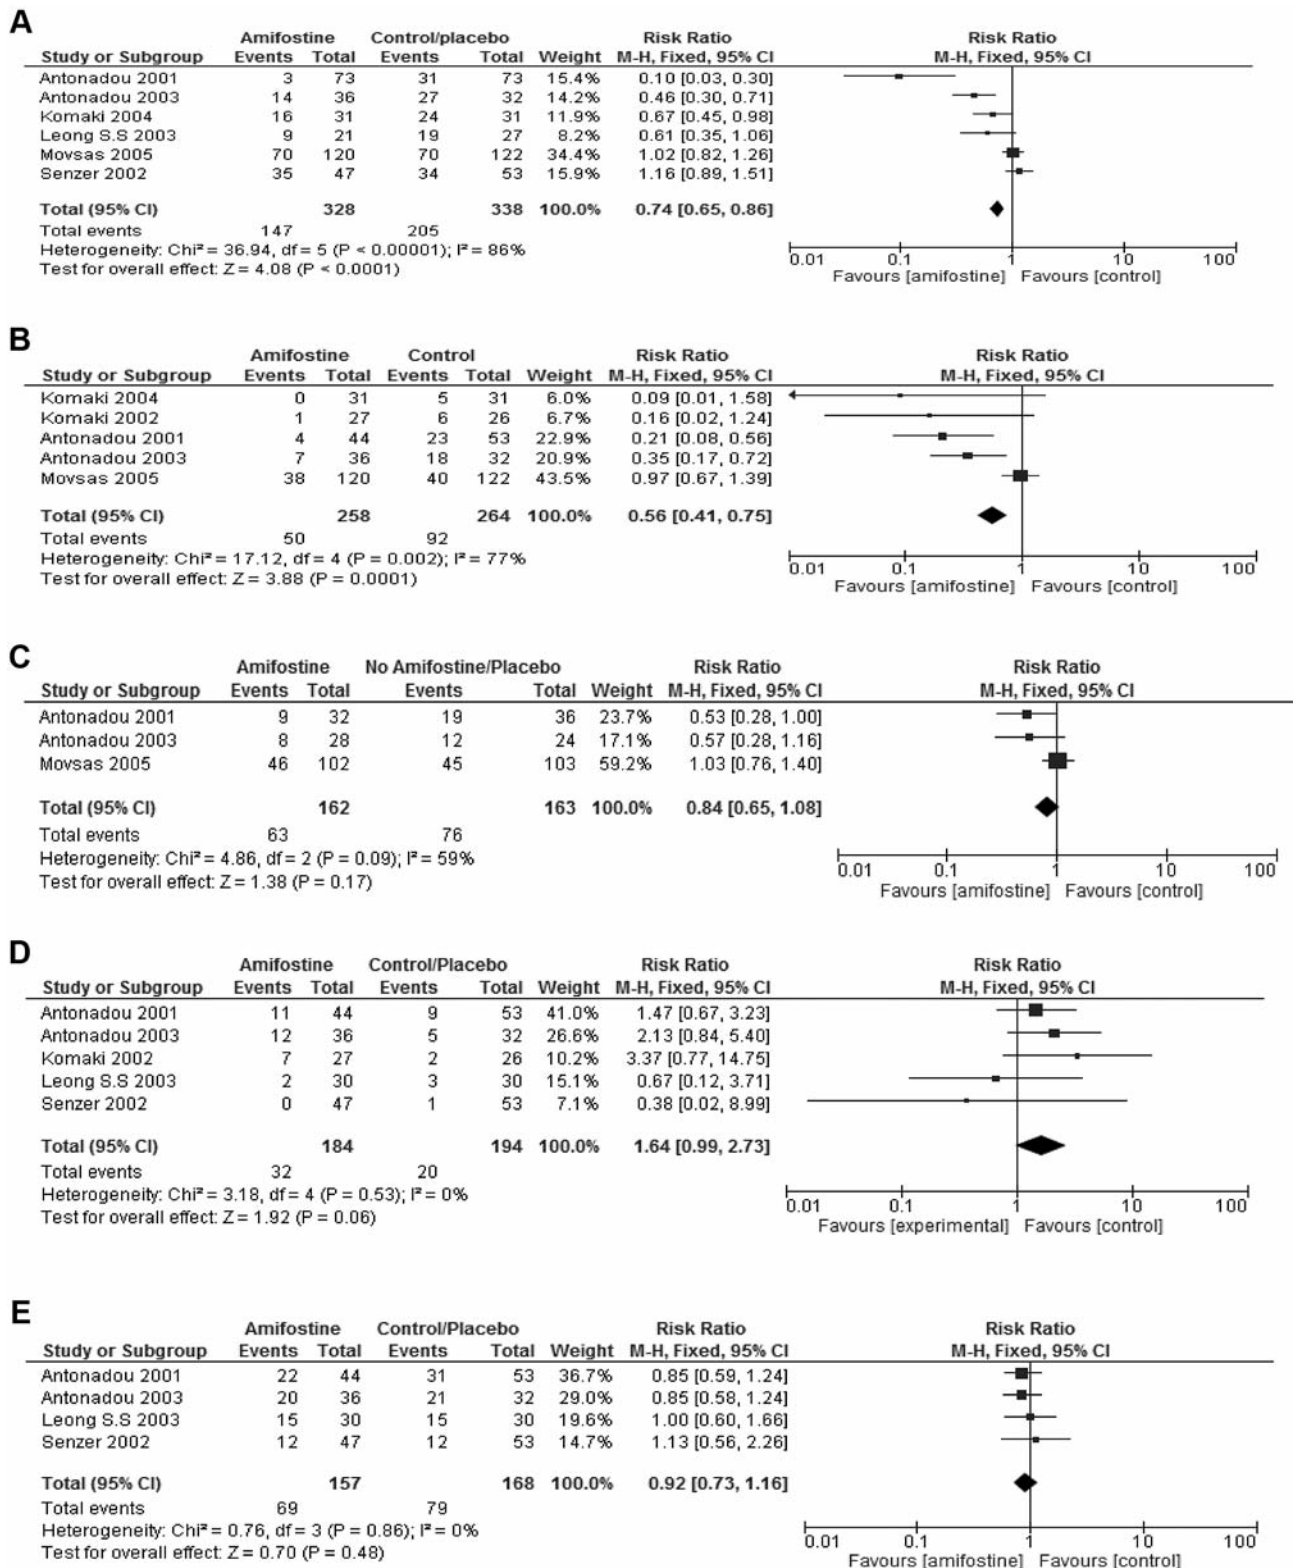 A
Amifostine Control/placebo Risk Ratio Risk Ratio
Study or Subgroup Events Total Events Total Weight M-H, Fixed, 95% CI M-H, Fixed, 95% CI
Antonadou 2001 3 73 31 73 15.4% 0.10 [0.03, 0.30]
Antonadou 2003 14 36 27 32 14.2% 0.46 [0.30, 0.71]
Komaki 2004 16 31 24 31 11.9% 0.67 [0.45, 0.98]
Leong S.S 2003 9 21 19 27 8.2% 0.61 [0.35, 1.06]
Movsas 2005 70 120 70 122 34.4% 1.02 [0.82, 1.26]
Senzer 2002 35 47 34 53 15.9% 1.16 [0.89, 1.51]
Total (95% CI) 328 338 100.0% 0.74 [0.65, 0.86]
Total events 147 205
Heterogeneity: Chi² = 36.94, df = 5 (P < 0.00001); I² = 86%
Test for overall effect: Z = 4.08 (P < 0.0001)
0.01 0.1 1 10 100
Favours [amifostine] Favours [control]
B
Amifostine Control Risk Ratio Risk Ratio
Study or Subgroup Events Total Events Total Weight M-H, Fixed, 95% CI M-H, Fixed, 95% CI
Komaki 2004 0 31 5 31 6.0% 0.09 [0.01, 1.58]
Komaki 2002 1 27 6 26 6.7% 0.16 [0.02, 1.24]
Antonadou 2001 4 44 23 53 22.9% 0.21 [0.08, 0.56]
Antonadou 2003 7 36 18 32 20.9% 0.35 [0.17, 0.72]
Movsas 2005 38 120 40 122 43.5% 0.97 [0.67, 1.39]
Total (95% CI) 258 264 100.0% 0.56 [0.41, 0.75]
Total events 50 92
Heterogeneity: Chi² = 17.12, df = 4 (P = 0.002); I² = 77%
Test for overall effect: Z = 3.88 (P = 0.0001)
0.01 0.1 1 10 100
Favours [amifostine] Favours [control]
C
Amifostine No Amifostine/Placebo Risk Ratio Risk Ratio
Study or Subgroup Events Total Events Total Weight M-H, Fixed, 95% CI M-H, Fixed, 95% CI
Antonadou 2001 9 32 19 36 23.7% 0.53 [0.28, 1.00]
Antonadou 2003 8 28 12 24 17.1% 0.57 [0.28, 1.16]
Movsas 2005 46 102 45 103 59.2% 1.03 [0.76, 1.40]
Total (95% CI) 162 163 100.0% 0.84 [0.65, 1.08]
Total events 63 76
Heterogeneity: Chi² = 4.86, df = 2 (P = 0.09); I² = 59%
Test for overall effect: Z = 1.38 (P = 0.17)
0.01 0.1 1 10 100
Favours [amifostine] Favours [control]
D
Amifostine Control/Placebo Risk Ratio Risk Ratio
Study or Subgroup Events Total Events Total Weight M-H, Fixed, 95% CI M-H, Fixed, 95% CI
Antonadou 2001 11 44 9 53 41.0% 1.47 [0.67, 3.23]
Antonadou 2003 12 36 5 32 26.6% 2.13 [0.84, 5.40]
Komaki 2002 7 27 2 26 10.2% 3.37 [0.77, 14.75]
Leong S.S 2003 2 30 3 30 15.1% 0.67 [0.12, 3.71]
Senzer 2002 0 47 1 53 7.1% 0.38 [0.02, 8.99]
Total (95% CI) 184 194 100.0% 1.64 [0.99, 2.73]
Total events 32 20
Heterogeneity: Chi² = 3.18, df = 4 (P = 0.53); I² = 0%
Test for overall effect: Z = 1.92 (P = 0.06)
0.01 0.1 1 10 100
Favours [experimental] Favours [control]
E
Amifostine Control/Placebo Risk Ratio Risk Ratio
Study or Subgroup Events Total Events Total Weight M-H, Fixed, 95% CI M-H, Fixed, 95% CI
Antonadou 2001 22 44 31 53 36.7% 0.85 [0.59, 1.24]
Antonadou 2003 20 36 21 32 29.0% 0.85 [0.58, 1.24]
Leong S.S 2003 15 30 15 30 19.6% 1.00 [0.60, 1.66]
Senzer 2002 12 47 12 53 14.7% 1.13 [0.56, 2.26]
Total (95% CI) 157 168 100.0% 0.92 [0.73, 1.16]
Total events 69 79
Heterogeneity: Chi² = 0.76, df = 3 (P = 0.86); I² = 0%
Test for overall effect: Z = 0.70 (P = 0.48)
0.01 0.1 1 10 100
Favours [amifostine] Favours [control]